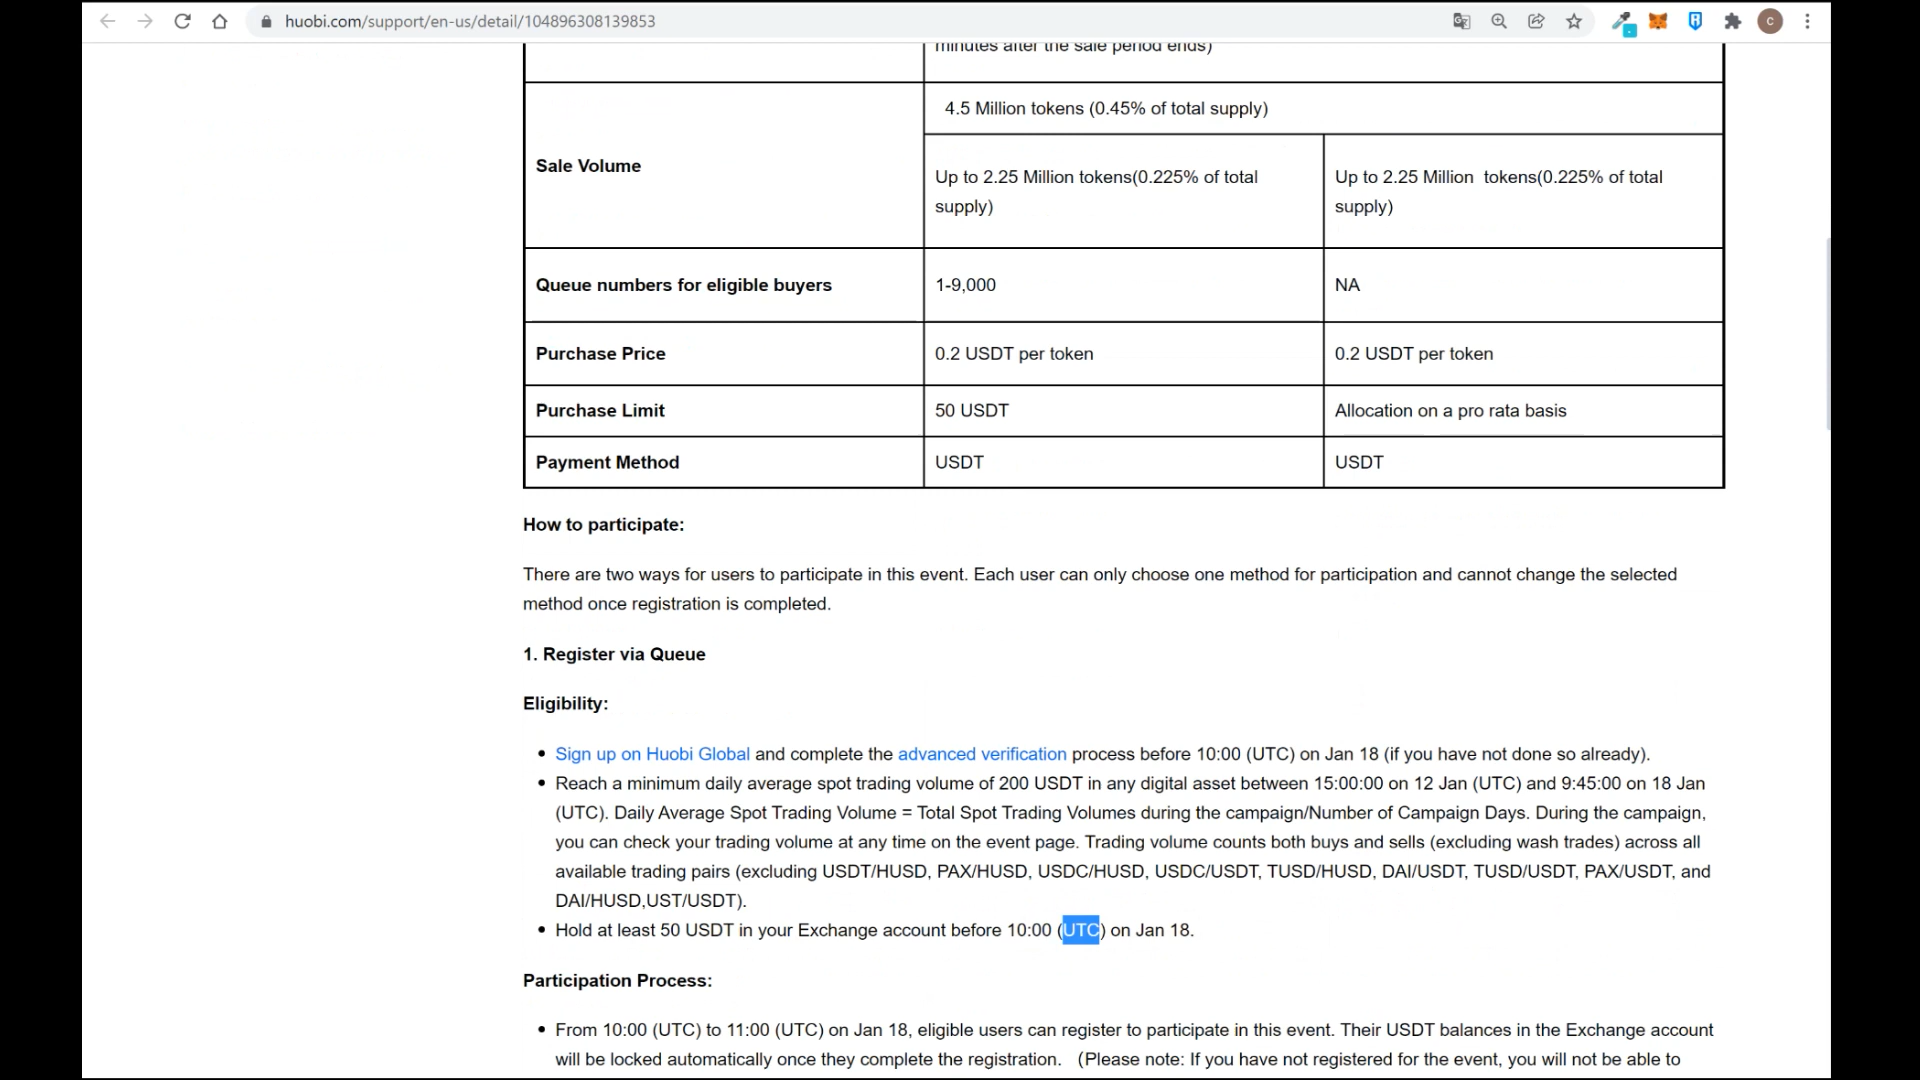 huobi.com/support/en-us/detail/104896308139853
C
minutes after the sale period ends)
4.5 Million tokens (0.45% of total supply)
Sale Volume
Up to 2.25 Million tokens(0.225% of total
supply)
Up to 2.25 Million  tokens(0.225% of total
supply)
Queue numbers for eligible buyers
1-9,000
NA
Purchase Price
0.2 USDT per token
0.2 USDT per token
Purchase Limit
50 USDT
Allocation on a pro rata basis
Payment Method
USDT
USDT
How to participate:
There are two ways for users to participate in this event. Each user can only choose one method for participation and cannot change the selected
method once registration is completed.
1. Register via Queue
Eligibility:
• Sign up on Huobi Global and complete the advanced verification process before 10:00 (UTC) on Jan 18 (if you have not done so already).
• Reach a minimum daily average spot trading volume of 200 USDT in any digital asset between 15:00:00 on 12 Jan (UTC) and 9:45:00 on 18 Jan
(UTC). Daily Average Spot Trading Volume = Total Spot Trading Volumes during the campaign/Number of Campaign Days. During the campaign,
you can check your trading volume at any time on the event page. Trading volume counts both buys and sells (excluding wash trades) across all
available trading pairs (excluding USDT/HUSD, PAX/HUSD, USDC/HUSD, USDC/USDT, TUSD/HUSD, DAI/USDT, TUSD/USDT, PAX/USDT, and
DAI/HUSD,UST/USDT).
• Hold at least 50 USDT in your Exchange account before 10:00 (UTC) on Jan 18.
Participation Process:
• From 10:00 (UTC) to 11:00 (UTC) on Jan 18, eligible users can register to participate in this event. Their USDT balances in the Exchange account
will be locked automatically once they complete the registration.   (Please note: If you have not registered for the event, you will not be able to